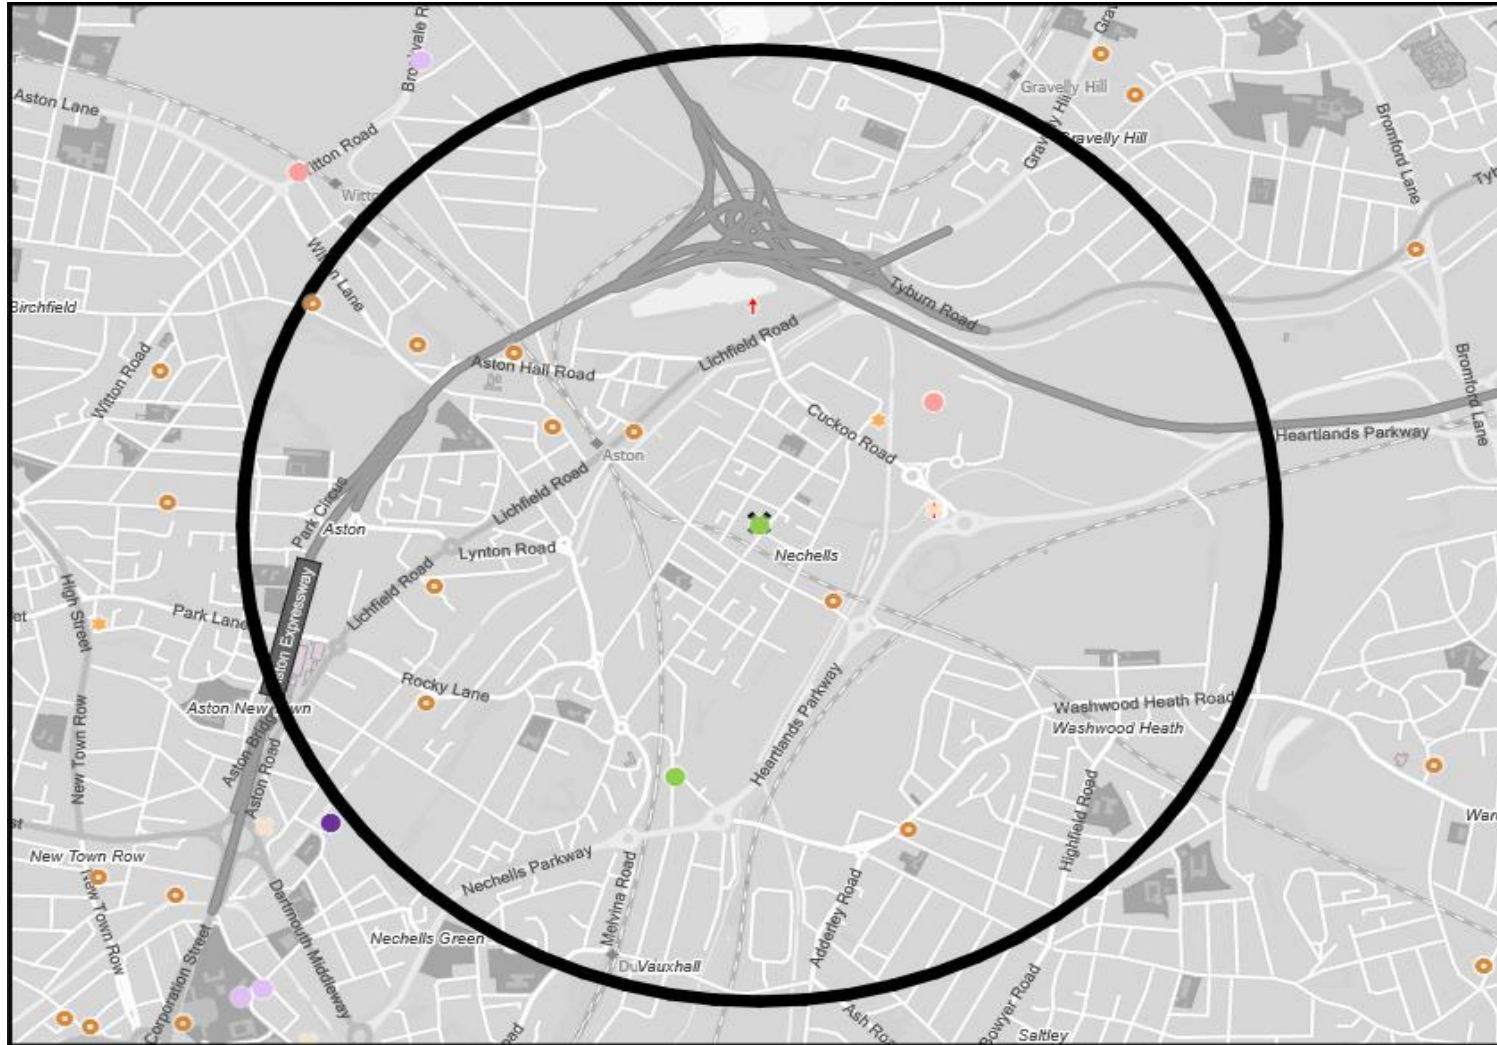 Aston Lane
Witton Road
Gravelly Hill
Gravelly Hill
Bromford Lane
Witton Lane
Birchfield
Witton Road
Tyburn Road
Aston Hall Road
Lichfield Road
Bromford Lane
Cuckoo Road
Heartlands Parkway
Aston
Lichfield Road
Park Circus
Aston
Lynton Road
Nechells
High Street
Park Lane
Lichfield Road
Aston Expressway
Rocky Lane
Aston New Town
Washwood Heath Road
Washwood Heath
Heartlands Parkway
New Town Row
Aston Road
Highfield Road
New Town Row
Nechells Parkway
New Town Row
Dartmouth Middleway
Melvina Road
Adderley Road
Nechells Green
Vauxhall
Corporation Street
Bowyer Road
Saltley